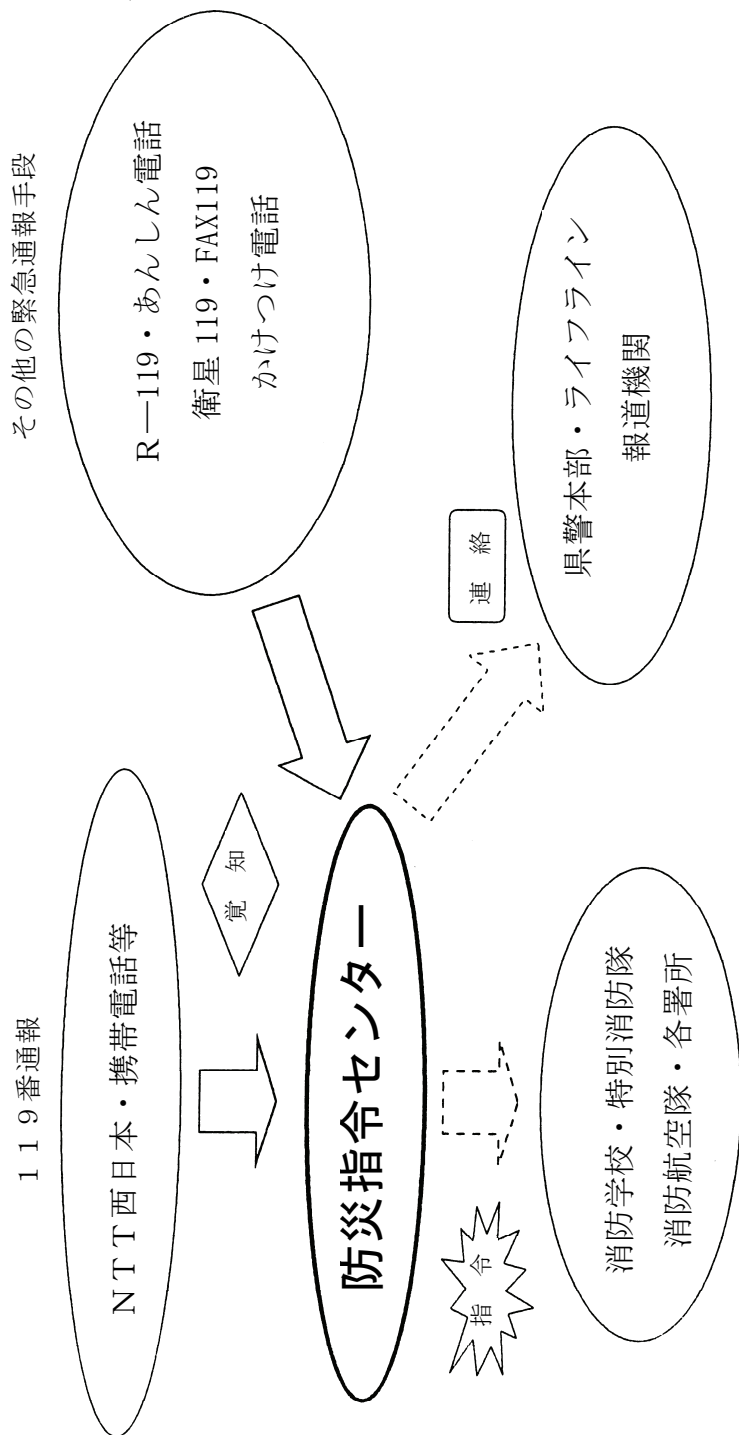 １１９番通報
ＮＴＴ西日本・携帯電話等
その他の緊急通報手段
Ｒ―119・あんしん電話
衛星119・FAX119
かけつけ電話
覚　知
防災指令センター
指　令
連　絡
消防学校・特別消防隊
消防航空隊・各署所
県警本部・ライフライン
報道機関